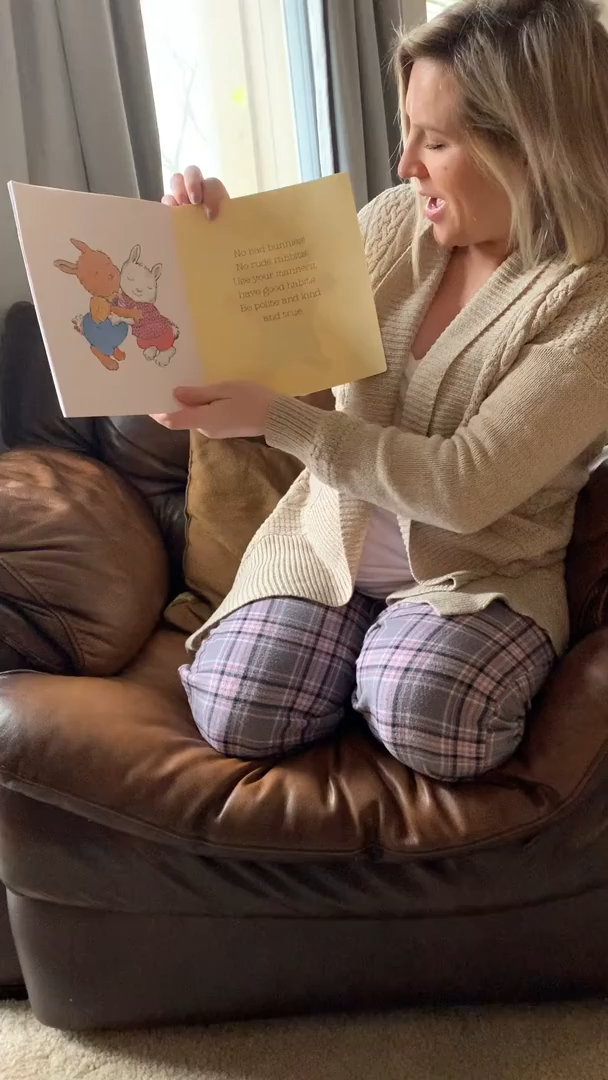 No bad bunnies!
No rude rabbits!
Use your manners,
have good habits
Be polite and kind
and true